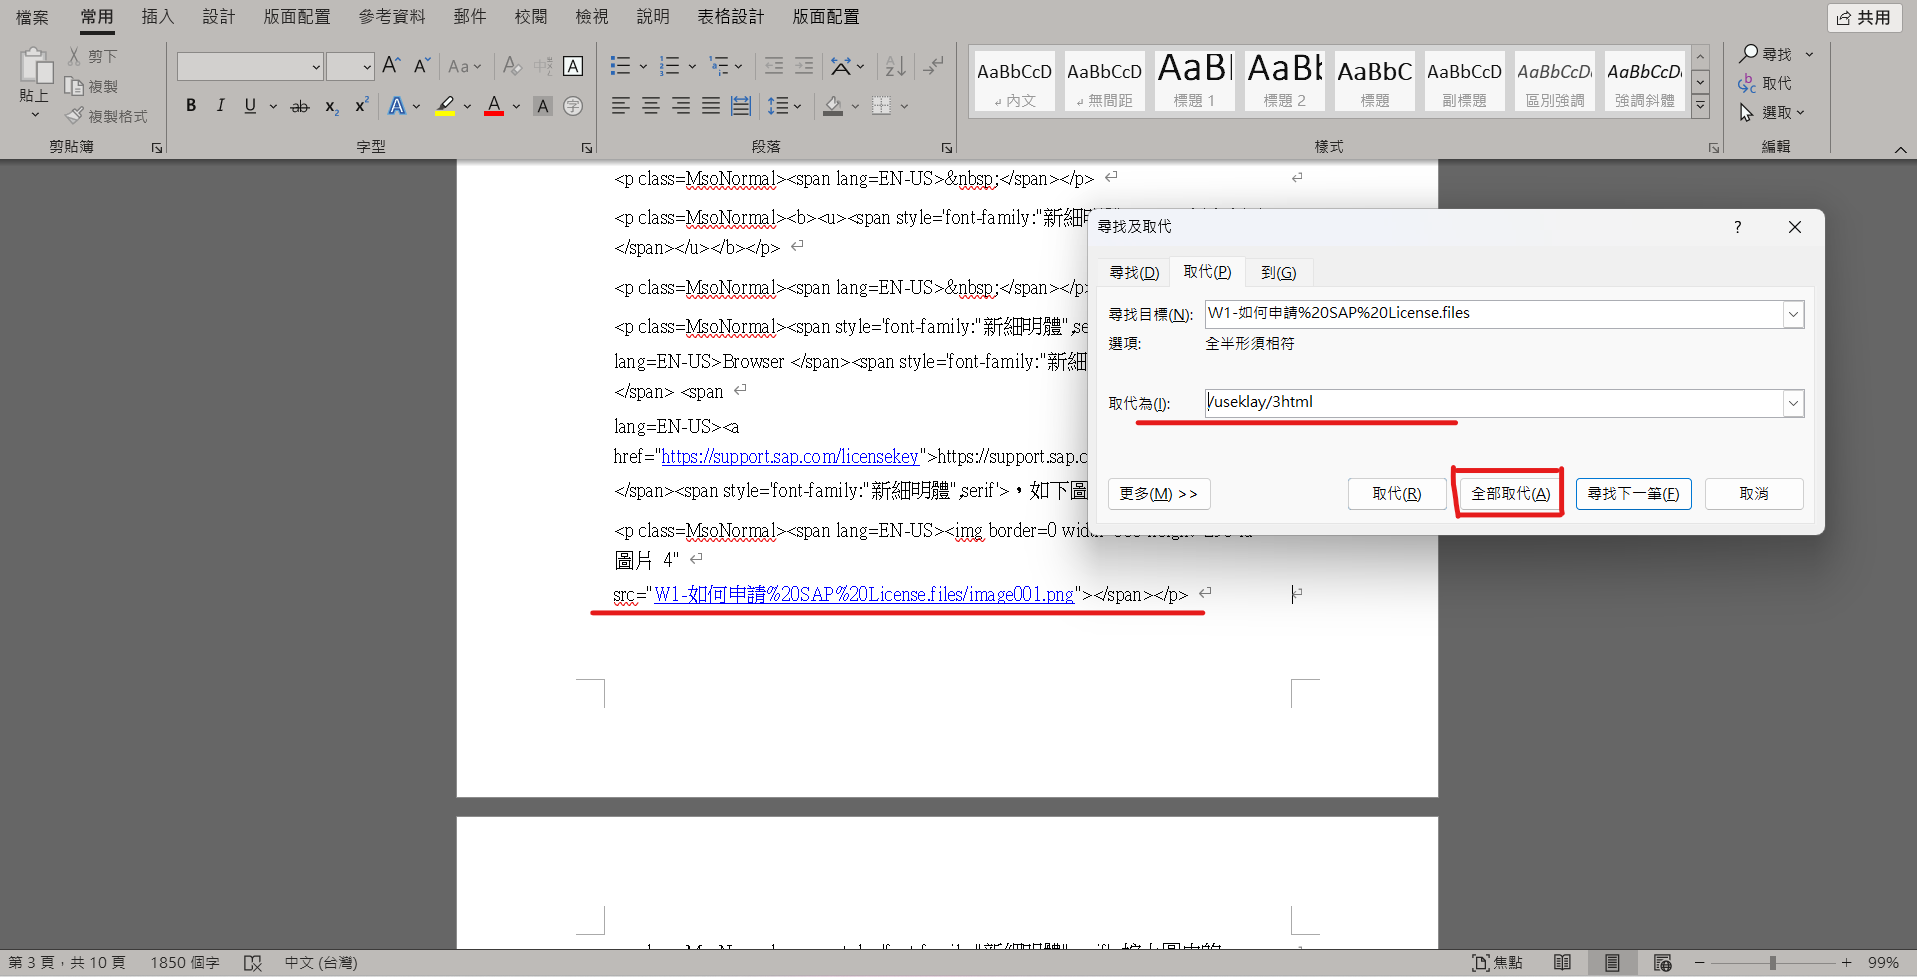 檔案 常用 插入 設計 版面配置 參考資料 郵件 校閱 檢視 說明 表格設計 版面配置 共用
貼上
剪下
複製
複製格式
剪貼簿
Aa
A
B I U ab x₂ x² A A A 字
字型
段落
AaBbCcD AaBbCcD AaB AaBb AaBbC AaBbCcD AaBbCcD AaBbCcD
內文 無間距 標題 1 標題 2 標題 副標題 區別強調 強調斜體
樣式
尋找
取代
選取
編輯
<p class=MsoNormal><span lang=EN-US>&nbsp;</span></p>
<p class=MsoNormal><b><u><span style='font-family:"新細
</span></u></b></p>
<p class=MsoNormal><span lang=EN-US>&nbsp;</span></p>
<p class=MsoNormal><span style='font-family:"新細明體",se
lang=EN-US>Browser </span><span style='font-family:"新細
</span> <span
lang=EN-US><a
href="https://support.sap.com/licensekey">https://support.sap.c
</span><span style='font-family:"新細明體",serif'>，如下圖
<p class=MsoNormal><span lang=EN-US><img border=0
圖片 4"
src="W1-如何申請%20SAP%20License.files/image001.png"></span></p>
尋找及取代 ?
尋找(D) 取代(P) 到(G)
尋找目標(N): W1-如何申請%20SAP%20License.files
選項: 全半形須相符
取代為(I): /useklay/3html
更多(M) >> 取代(R) 全部取代(A) 尋找下一筆(F) 取消
第 3 頁，共 10 頁 1850 個字 中文 (台灣) 焦點 99%